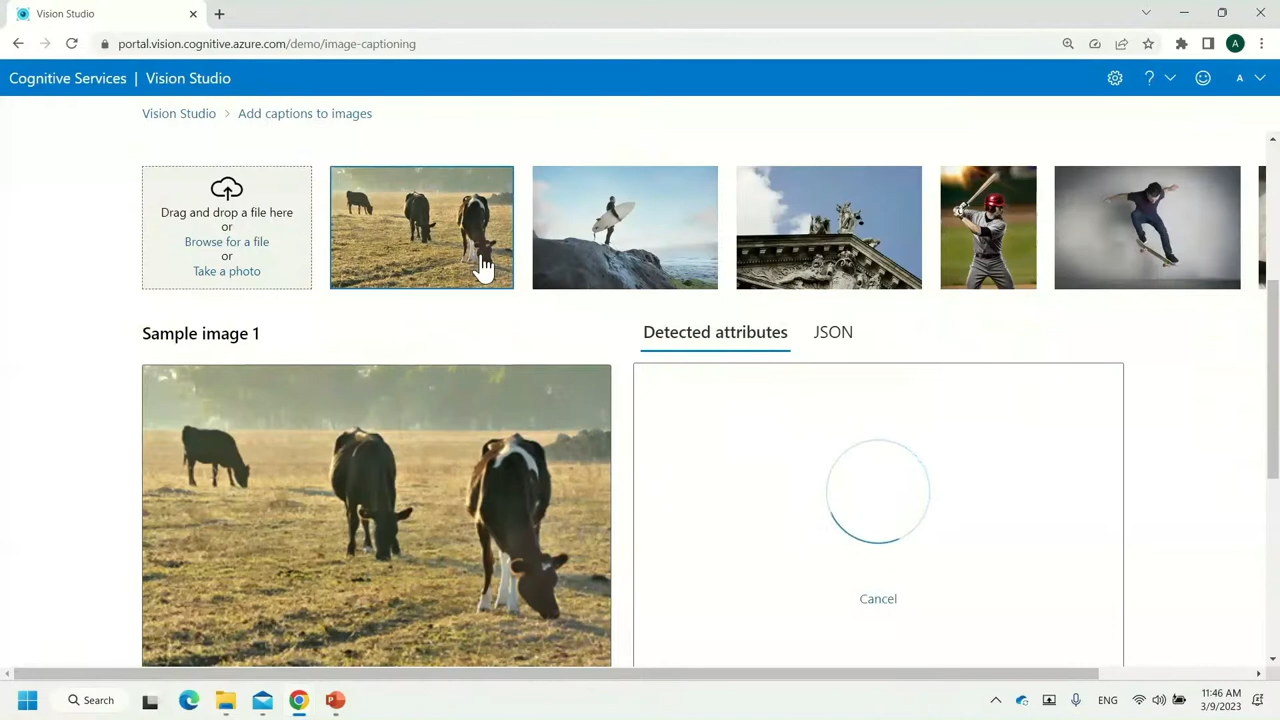 Vision Studio
portal.vision.cognitive.azure.com/demo/image-captioning
A
Cognitive Services | Vision Studio
?
A
Vision Studio > Add captions to images
Drag and drop a file here
or
Browse for a file
or
Take a photo
Sample image 1
Detected attributes
JSON
Cancel
Search
ENG
11:46 AM
3/9/2023